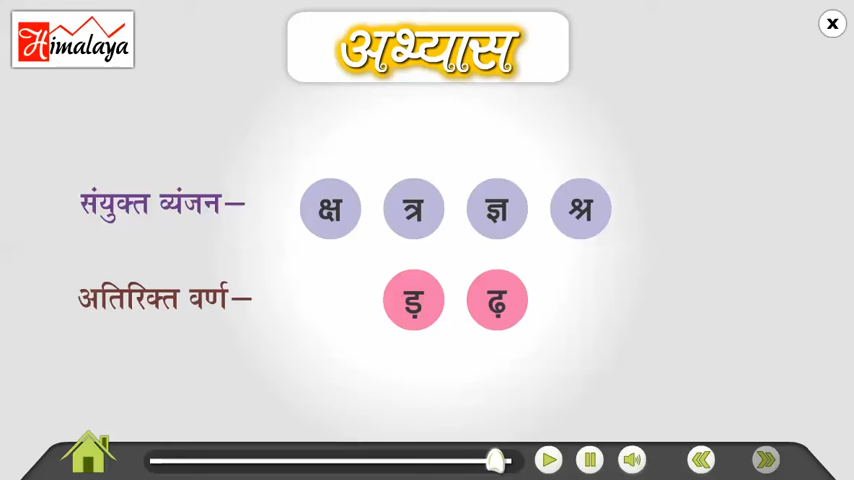 Himalaya
अभ्यास
संयुक्त व्यंजन– क्ष त्र ज्ञ श्र
अतिरिक्त वर्ण– ड़ ढ़